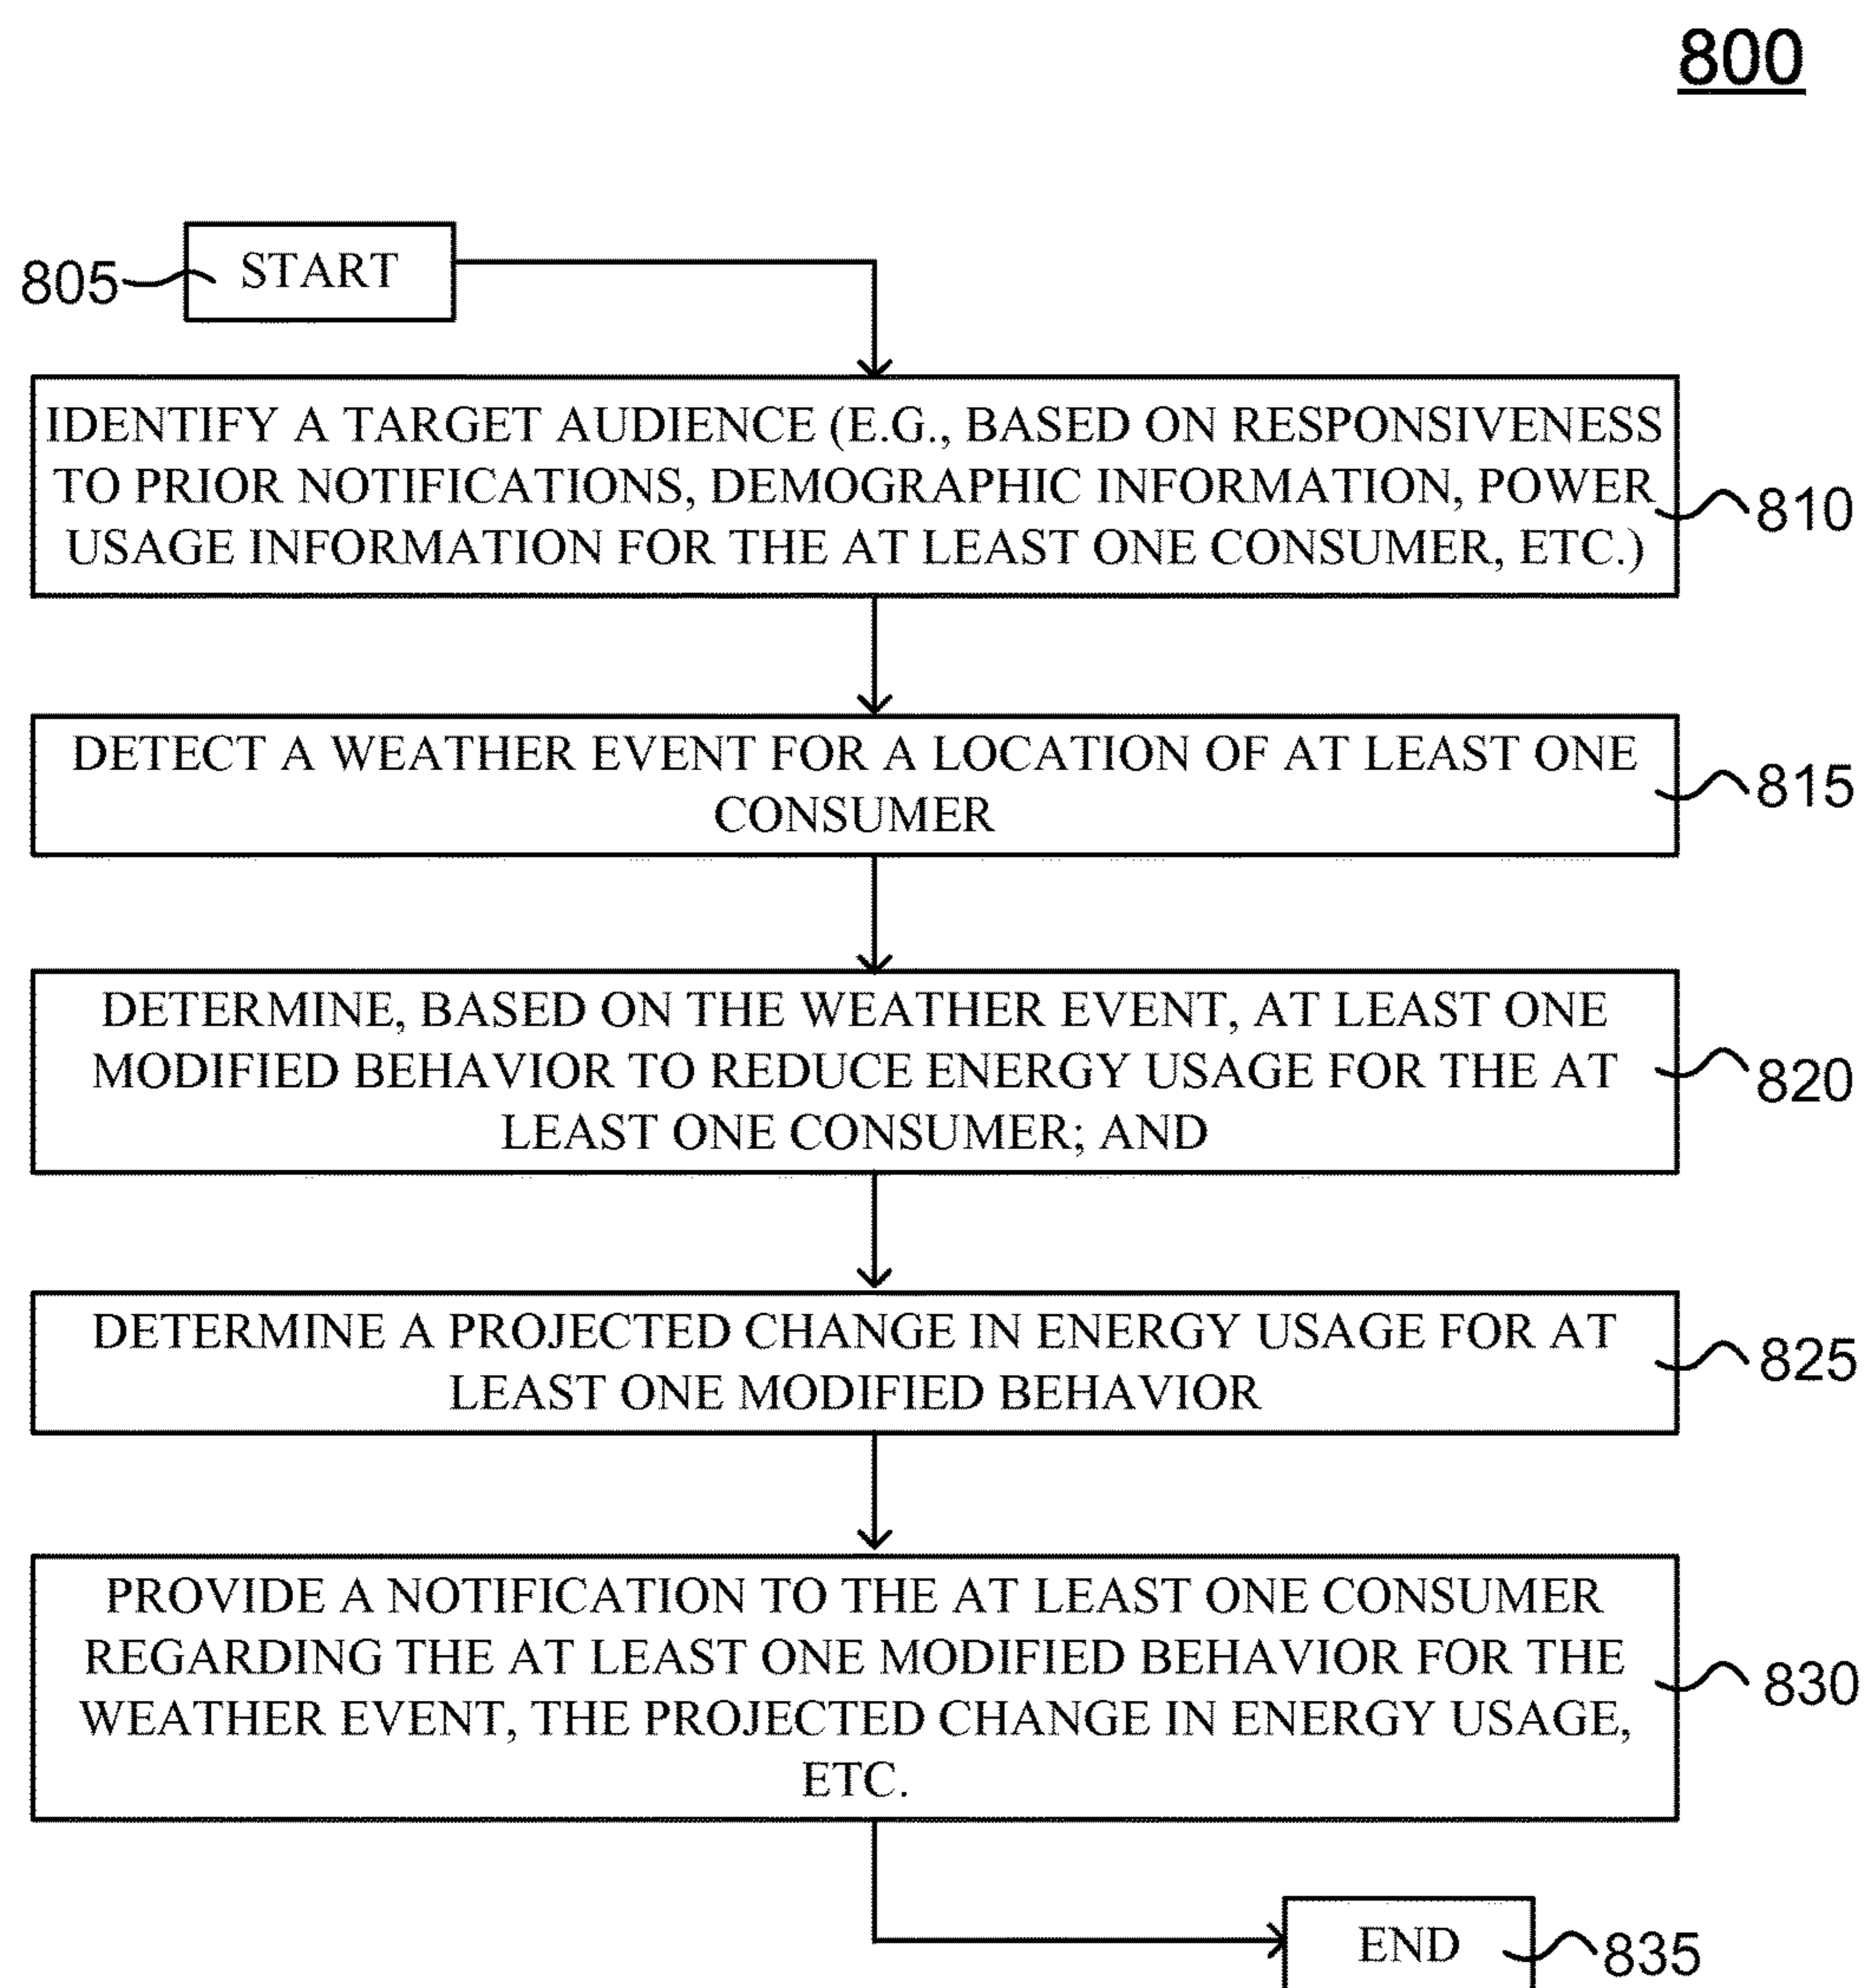 800
805
START
IDENTIFY A TARGET AUDIENCE (E.G., BASED ON RESPONSIVENESS
TO PRIOR NOTIFICATIONS, DEMOGRAPHIC INFORMATION, POWER
USAGE INFORMATION FOR THE AT LEAST ONE CONSUMER, ETC.)
810
DETECT A WEATHER EVENT FOR A LOCATION OF AT LEAST ONE
CONSUMER
815
DETERMINE, BASED ON THE WEATHER EVENT, AT LEAST ONE
MODIFIED BEHAVIOR TO REDUCE ENERGY USAGE FOR THE AT
LEAST ONE CONSUMER; AND
820
DETERMINE A PROJECTED CHANGE IN ENERGY USAGE FOR AT
LEAST ONE MODIFIED BEHAVIOR
825
PROVIDE A NOTIFICATION TO THE AT LEAST ONE CONSUMER
REGARDING THE AT LEAST ONE MODIFIED BEHAVIOR FOR THE
WEATHER EVENT, THE PROJECTED CHANGE IN ENERGY USAGE,
ETC.
830
END
835